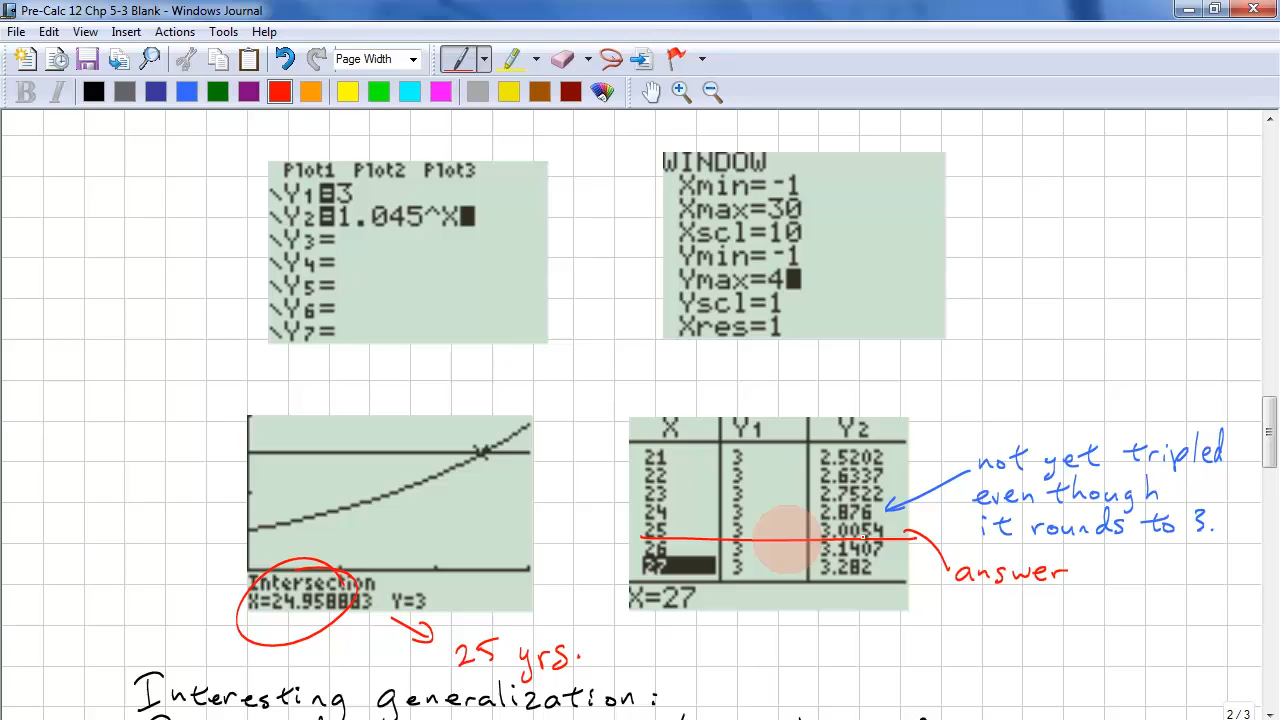 Pre-Calc 12 Chp 5-3 Blank - Windows Journal
File Edit View Insert Actions Tools Help
Page Width
B I
Plot1 Plot2 Plot3
\Y1=3
\Y2=1.045^X
\Y3=
\Y4=
\Y5=
\Y6=
\Y7=
WINDOW
Xmin=-1
Xmax=30
Xscl=10
Ymin=-1
Ymax=4
Yscl=1
Xres=1
Intersection
X=24.958883 Y=3
25 yrs.
X Y1 Y2
21 3 2.5202
22 3 2.6337
23 3 2.7522
24 3 2.876
25 3 3.0054
26 3 3.1407
27 3 3.282
X=27
not yet tripled
even though
it rounds to 3.
answer
Interesting generalization:
2/3